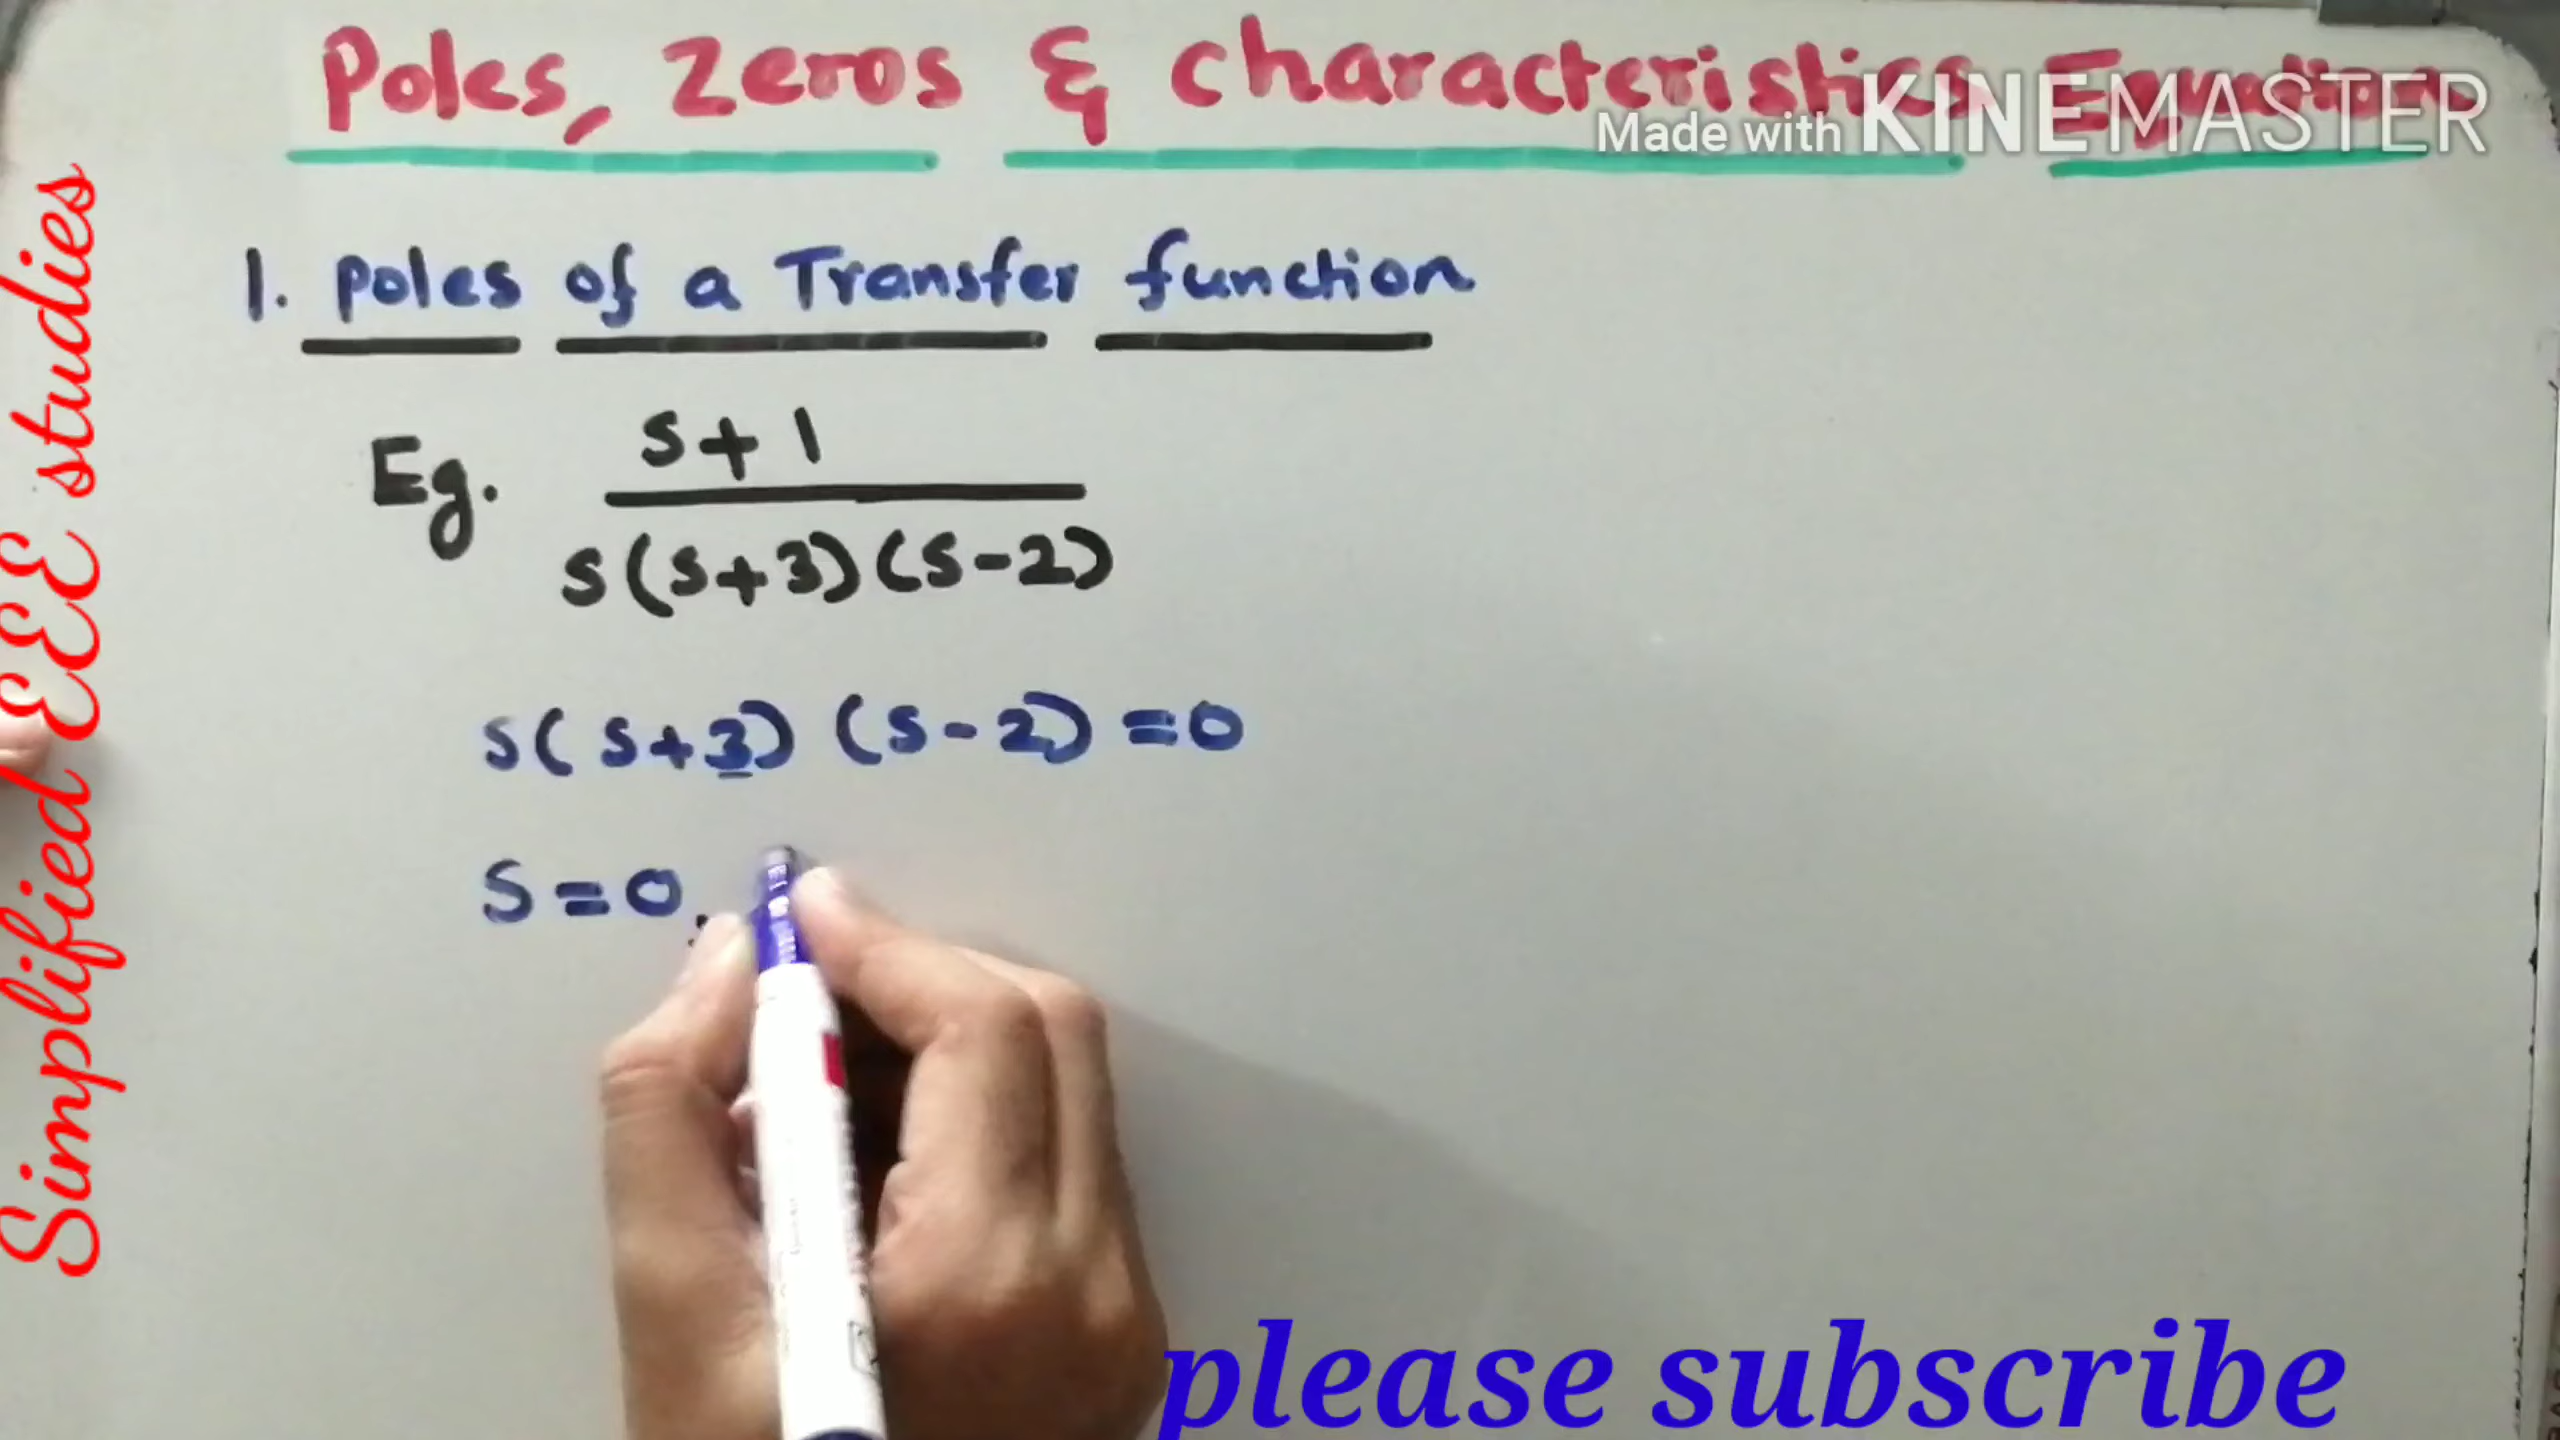 Poles, Zeros & characteristics Equation
Made with KINEMASTER
1. poles of a Transfer function
Eg. s+1
s(s+3)(s-2)
s(s+3)(s-2)=0
S=0,
Simplified EEE studies
please subscribe